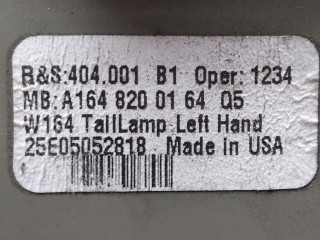 R&S:404.001 B1 Oper: 1234
MB:A164 820 01 64 Q5
W164 TailLamp Left Hand
25E05052818 Made in USA